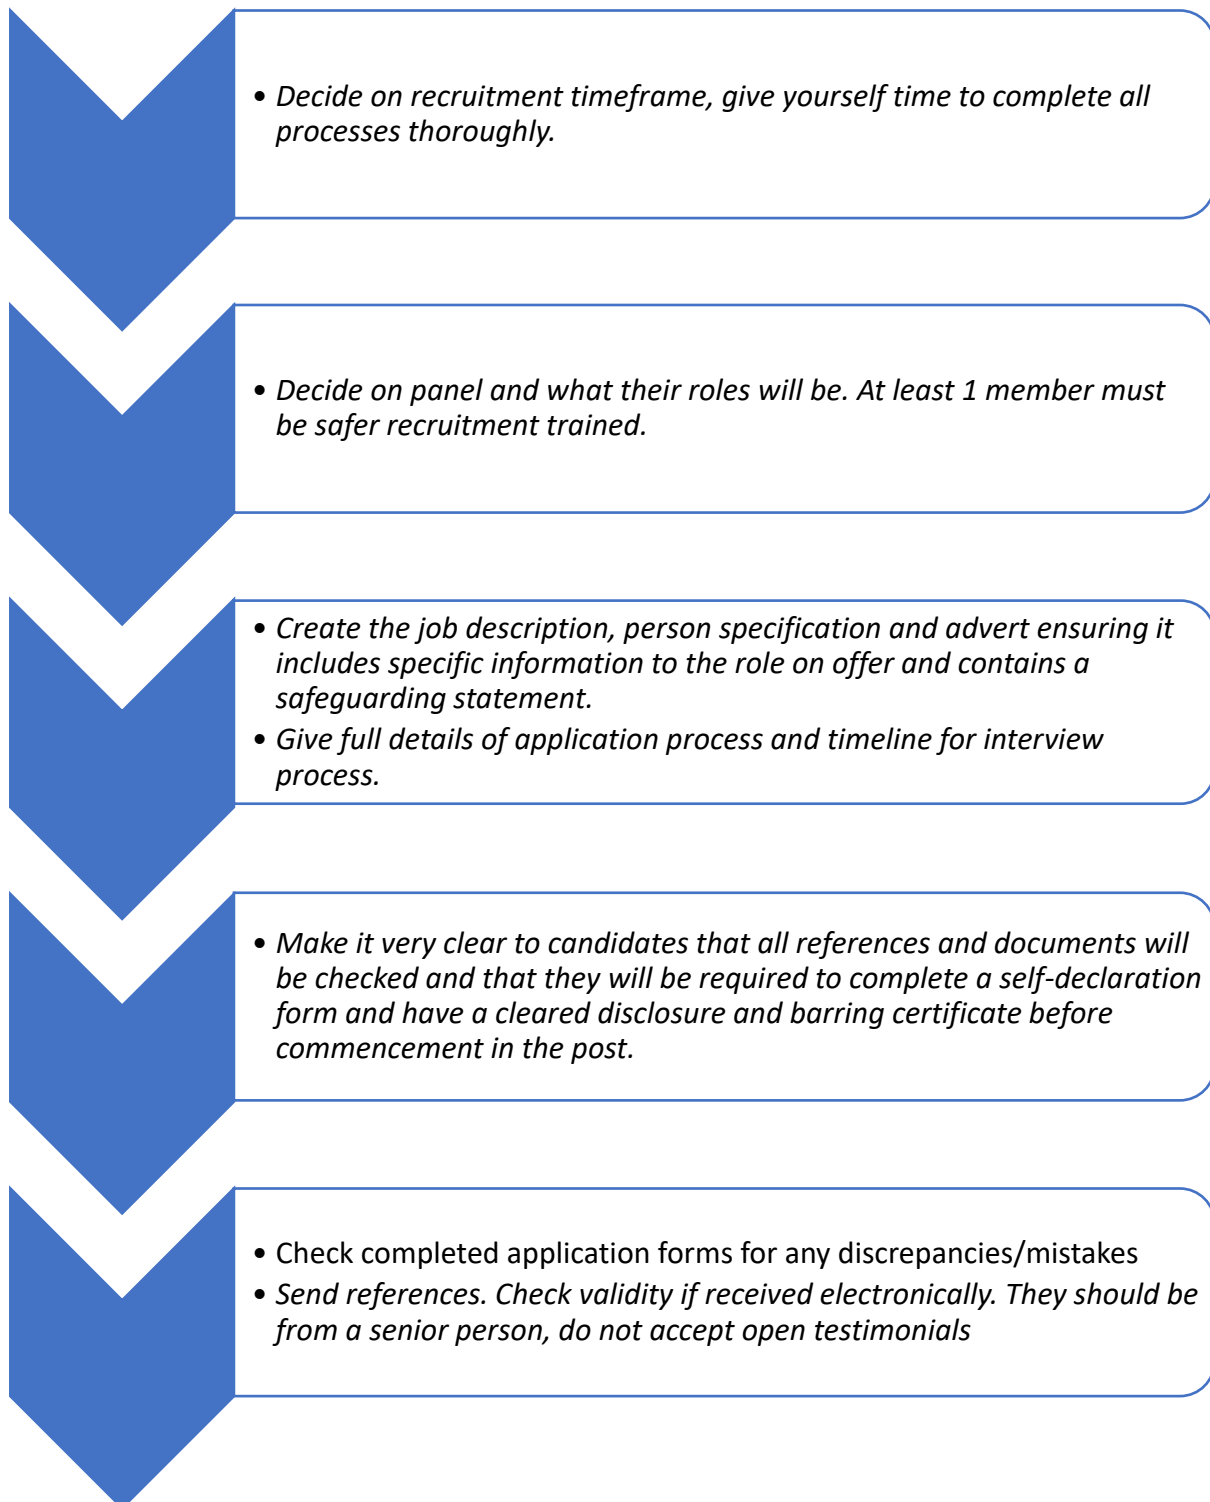 • Decide on recruitment timeframe, give yourself time to complete all
processes thoroughly.
• Decide on panel and what their roles will be. At least 1 member must
be safer recruitment trained.
• Create the job description, person specification and advert ensuring it
includes specific information to the role on offer and contains a
safeguarding statement.
• Give full details of application process and timeline for interview
process.
• Make it very clear to candidates that all references and documents will
be checked and that they will be required to complete a self-declaration
form and have a cleared disclosure and barring certificate before
commencement in the post.
• Check completed application forms for any discrepancies/mistakes
• Send references. Check validity if received electronically. They should be
from a senior person, do not accept open testimonials